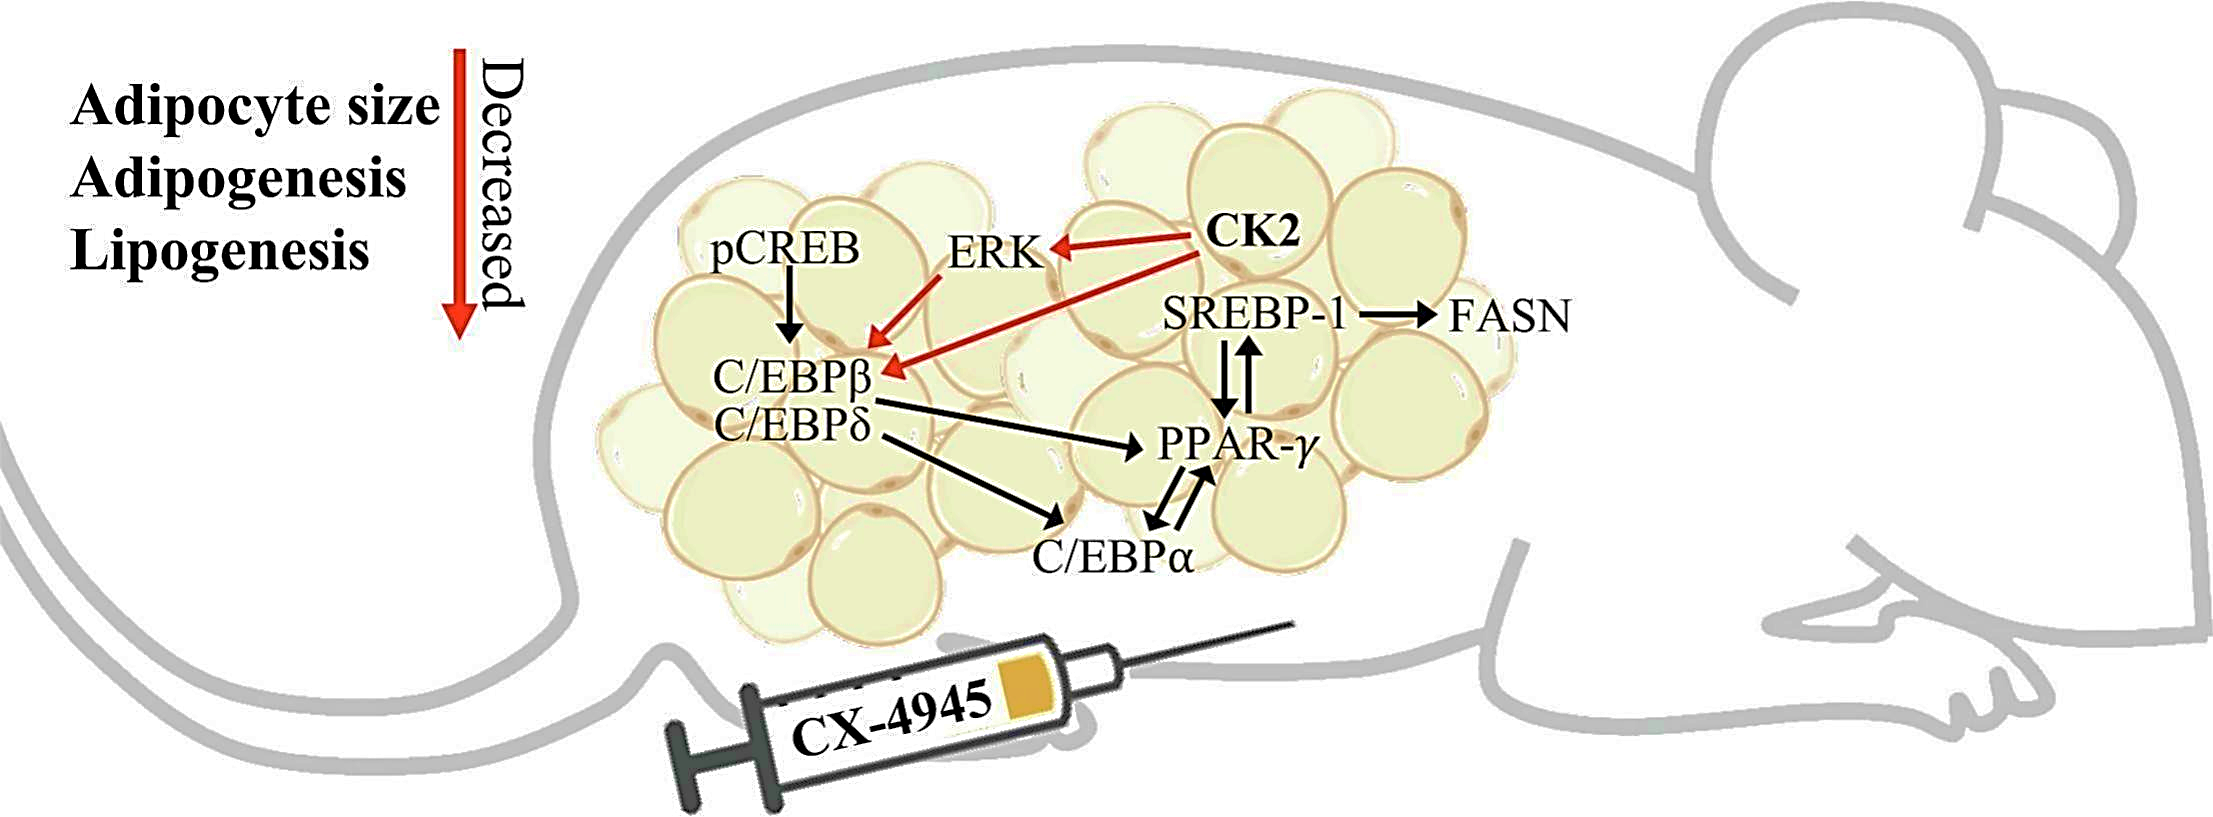 Adipocyte size
Adipogenesis
Lipogenesis
Decreased
pCREB
ERK
CK2
SREBP-1
FASN
C/EBPβ
C/EBPδ
PPAR-γ
C/EBPα
CX-4945